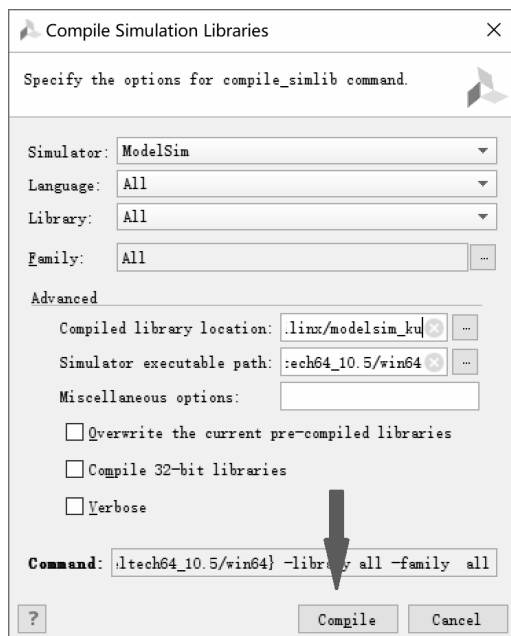 Compile Simulation Libraries
Specify the options for compile_simlib command.
Simulator: ModelSim
Language: All
Library: All
Family: All ...
Advanced
Compiled library location: .linx/modelsim_ku ...
Simulator executable path: :ech64_10.5/win64 ...
Miscellaneous options:
Overwrite the current pre-compiled libraries
Compile 32-bit libraries
Verbose
Command: :ltech64_10.5/win64} -library all -family all
? Compile Cancel